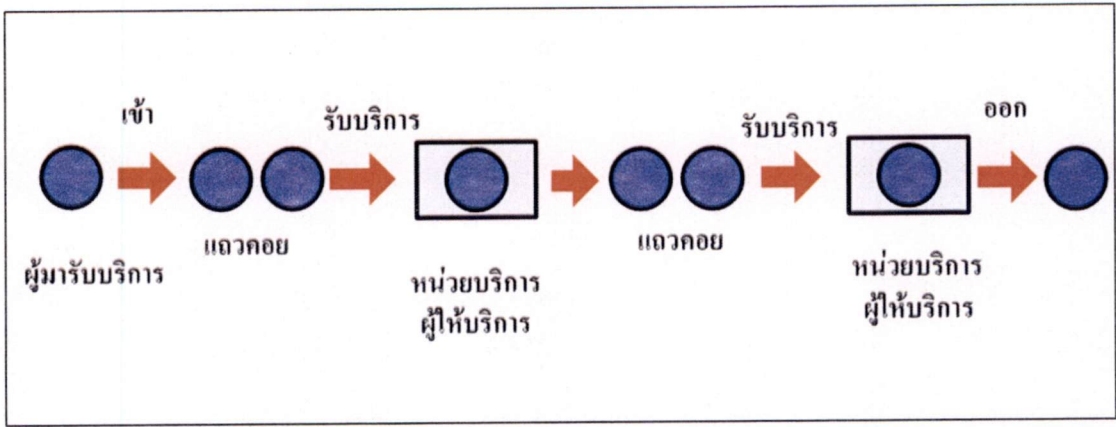 เข้า
รับบริการ
รับบริการ
ออก
ผู้มารับบริการ
แถวคอย
หน่วยบริการ
ผู้ให้บริการ
แถวคอย
หน่วยบริการ
ผู้ให้บริการ